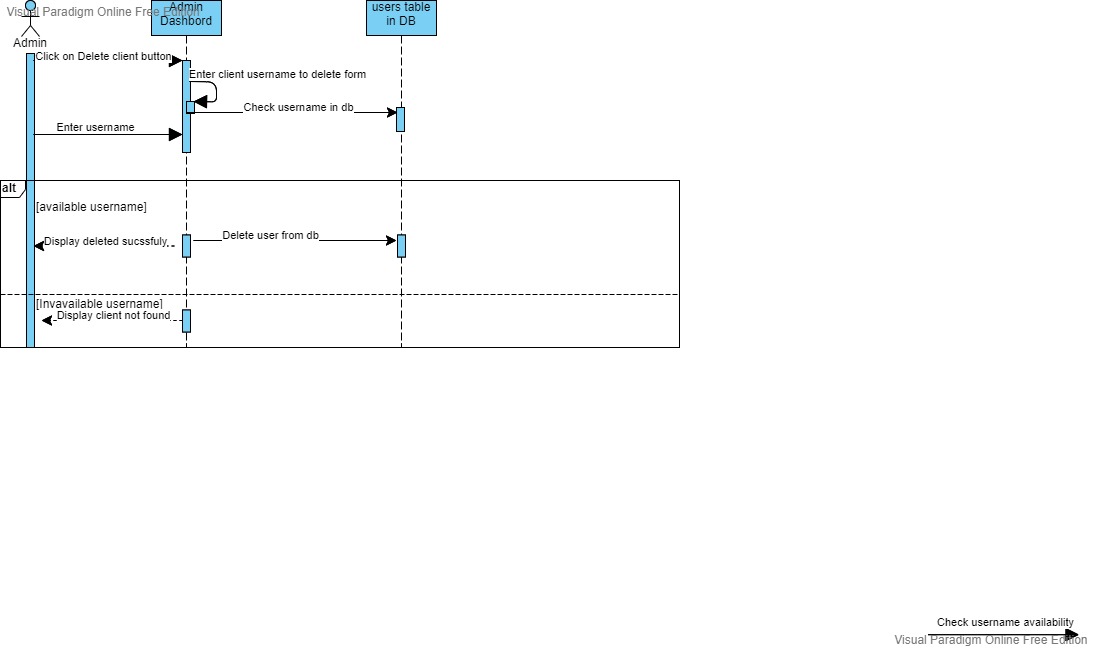 Visual Paradigm Online Free Edition
Admin
Dashbord
users table
in DB
Admin
Click on Delete client button
Enter client username to delete form
Check username in db
Enter username
alt
[available username]
Delete user from db
Display deleted sucssfuly
[Invavailable username]
Display client not found
Check username availability
Visual Paradigm Online Free Edition